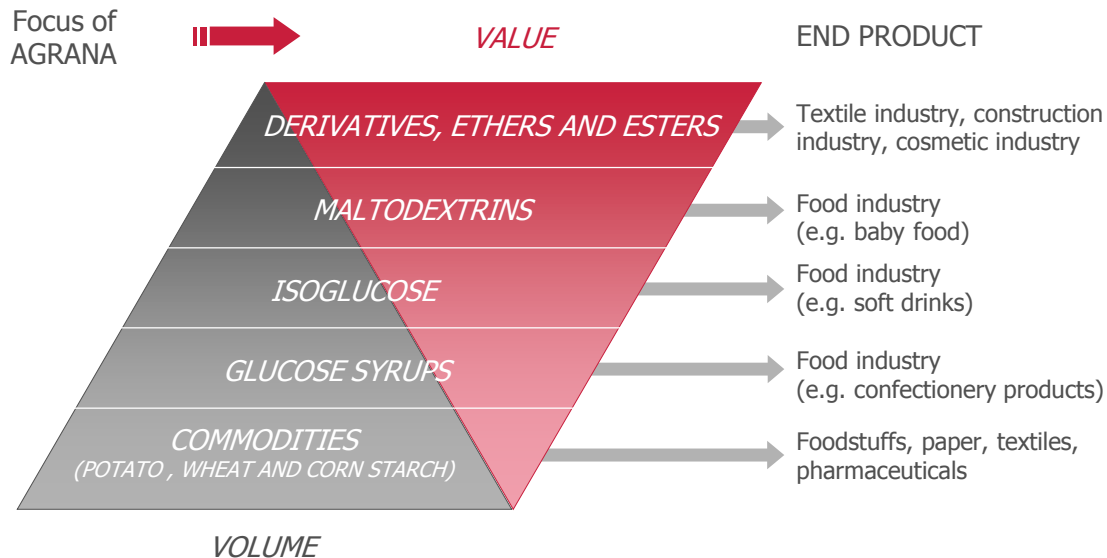 Focus of
AGRANA
VALUE
END PRODUCT
DERIVATIVES, ETHERS AND ESTERS
Textile industry, construction
industry, cosmetic industry
MALTODEXTRINS
Food industry
(e.g. baby food)
ISOGLUCOSE
Food industry
(e.g. soft drinks)
GLUCOSE SYRUPS
Food industry
(e.g. confectionery products)
COMMODITIES
(POTATO , WHEAT AND CORN STARCH)
Foodstuffs, paper, textiles,
pharmaceuticals
VOLUME